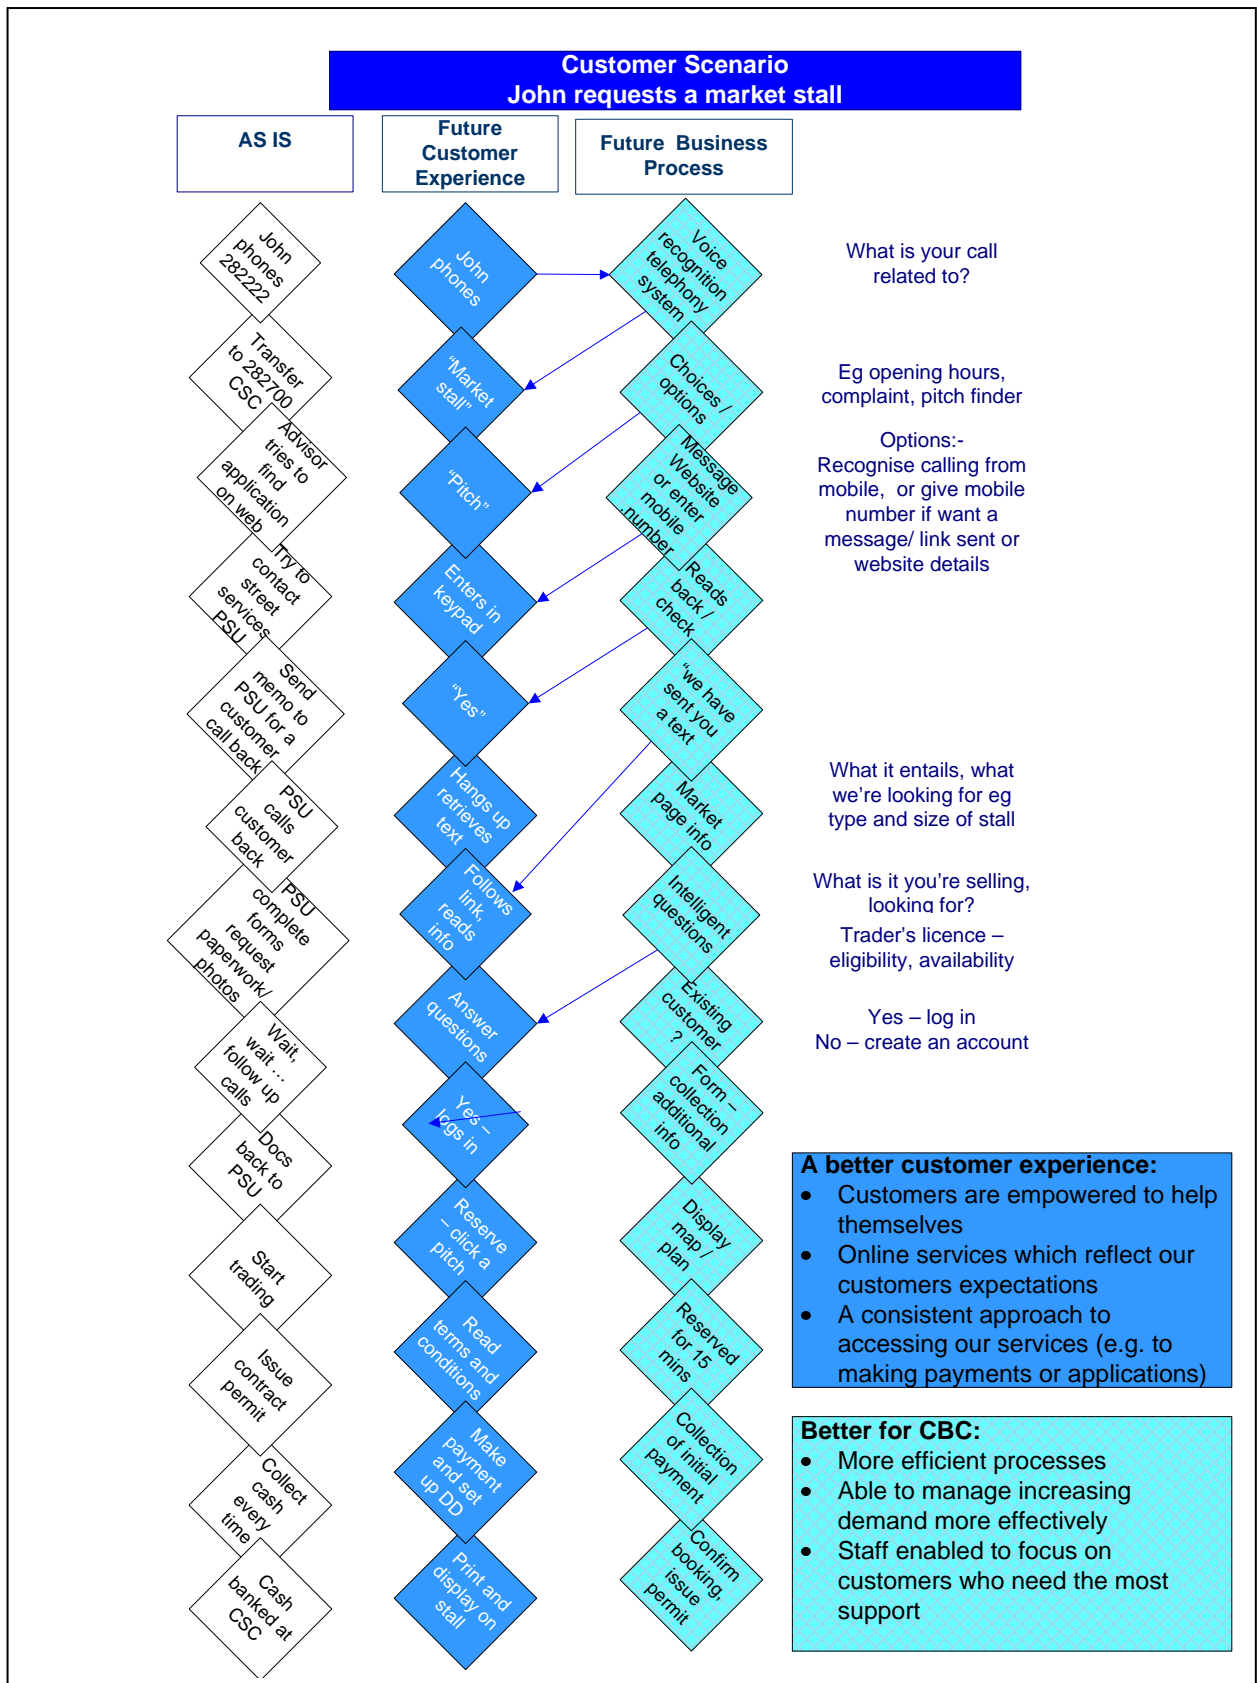 Customer Scenario
John requests a market stall
AS IS
Future
Customer
Experience
Future Business
Process
John
phones
282222
Transfer
to 282700
CSC
Advisor
tries to
find
application
on web
Try to
contact
street
services
PSU
Send
memo to
PSU for a
customer
call back
PSU
calls
customer
back
PSU
complete
forms
request
paperwork/
photos
Wait,
wait …
follow up
calls
Docs
back to
PSU
Start
trading
Issue
contract
permit
Collect
cash
every
time
Cash
banked at
CSC
John
phones
“Market
stall”
“Pitch”
Enters in
keypad
“Yes”
Hangs up
retrieves
text
Follows
link,
reads
info
Answer
questions
Yes –
logs in
Reserve
– click a
pitch
Read
terms and
conditions
Make
payment
and set
up DD
Print and
display on
stall
Voice
recognition
telephony
system
Choices /
options
Message
Website
or enter
mobile
.number
Reads
back /
check
“we have
sent you
a text
Market
page info
Intelligent
questions
Existing
customer
?
Form –
collection
additional
info
Display
map /
plan
Reserved
for 15
mins
Collection
of initial
payment
Confirm
booking,
issue
permit
What is your call
related to?
Eg opening hours,
complaint, pitch finder
Options:-
Recognise calling from
mobile, or give mobile
number if want a
message/ link sent or
website details
What it entails, what
we're looking for eg
type and size of stall
What is it you're selling,
looking for?
Trader's licence –
eligibility, availability
Yes – log in
No – create an account
A better customer experience:
• Customers are empowered to help
themselves
• Online services which reflect our
customers expectations
• A consistent approach to
accessing our services (e.g. to
making payments or applications)
Better for CBC:
• More efficient processes
• Able to manage increasing
demand more effectively
• Staff enabled to focus on
customers who need the most
support